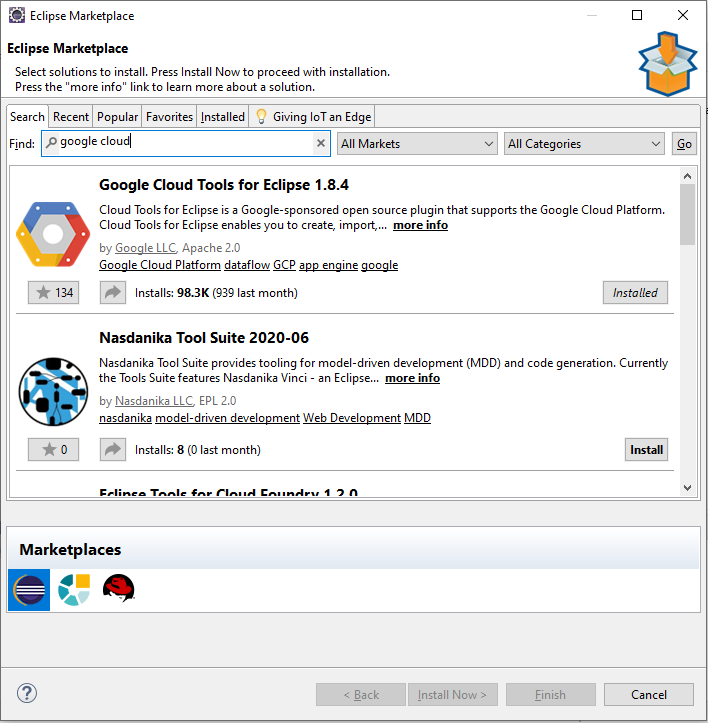 Eclipse Marketplace
Eclipse Marketplace
Select solutions to install. Press Install Now to proceed with installation.
Press the "more info" link to learn more about a solution.
Search Recent Popular Favorites Installed Giving IoT an Edge
Find: google cloud All Markets All Categories Go
Google Cloud Tools for Eclipse 1.8.4
Cloud Tools for Eclipse is a Google-sponsored open source plugin that supports the Google Cloud Platform.
Cloud Tools for Eclipse enables you to create, import,... more info
by Google LLC, Apache 2.0
Google Cloud Platform dataflow GCP app engine google
134 Installs: 98.3K (939 last month) Installed
Nasdanika Tool Suite 2020-06
Nasdanika Tool Suite provides tooling for model-driven development (MDD) and code generation. Currently
the Tools Suite features Nasdanika Vinci - an Eclipse... more info
by Nasdanika LLC, EPL 2.0
nasdanika model-driven development Web Development MDD
0 Installs: 8 (0 last month) Install
Eclipse Tools for Cloud Foundry 1.2.0
Marketplaces
? < Back Install Now > Finish Cancel